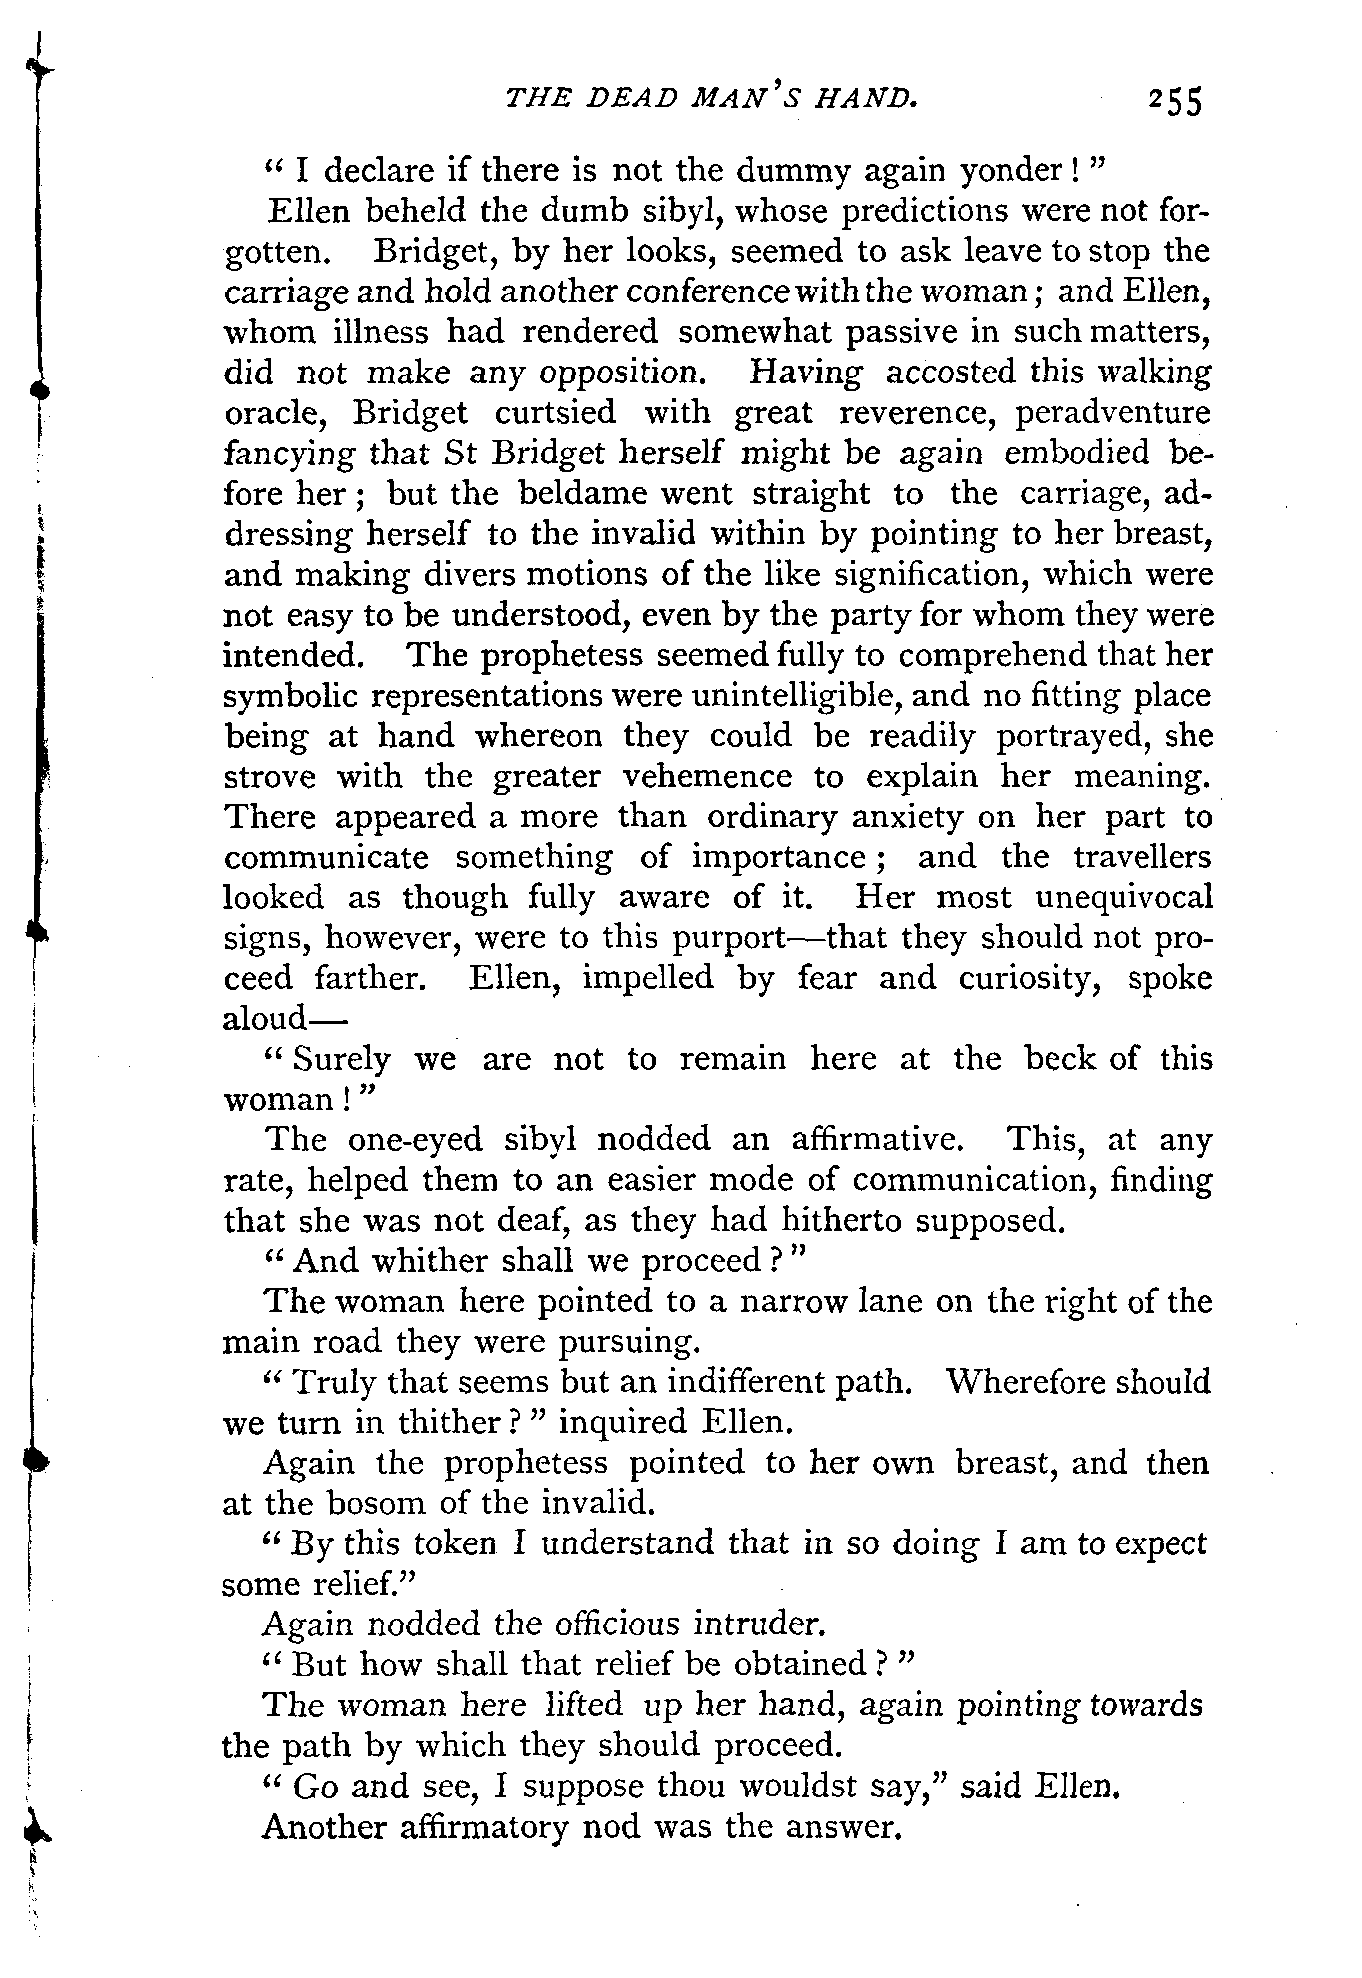 THE DEAD MAN'S HAND. 255
" I declare if there is not the dummy again yonder ! "
Ellen beheld the dumb sibyl, whose predictions were not for-
gotten. Bridget, by her looks, seemed to ask leave to stop the
carriage and hold another conference with the woman ; and Ellen,
whom illness had rendered somewhat passive in such matters,
did not make any opposition. Having accosted this walking
oracle, Bridget curtsied with great reverence, peradventure
fancying that St Bridget herself might be again embodied be-
fore her ; but the beldame went straight to the carriage, ad-
dressing herself to the invalid within by pointing to her breast,
and making divers motions of the like signification, which were
not easy to be understood, even by the party for whom they were
intended. The prophetess seemed fully to comprehend that her
symbolic representations were unintelligible, and no fitting place
being at hand whereon they could be readily portrayed, she
strove with the greater vehemence to explain her meaning.
There appeared a more than ordinary anxiety on her part to
communicate something of importance ; and the travellers
looked as though fully aware of it. Her most unequivocal
signs, however, were to this purport—that they should not pro-
ceed farther. Ellen, impelled by fear and curiosity, spoke
aloud—
" Surely we are not to remain here at the beck of this
woman ! "
The one-eyed sibyl nodded an affirmative. This, at any
rate, helped them to an easier mode of communication, finding
that she was not deaf, as they had hitherto supposed.
" And whither shall we proceed ? "
The woman here pointed to a narrow lane on the right of the
main road they were pursuing.
" Truly that seems but an indifferent path. Wherefore should
we turn in thither ? " inquired Ellen.
Again the prophetess pointed to her own breast, and then
at the bosom of the invalid.
" By this token I understand that in so doing I am to expect
some relief."
Again nodded the officious intruder.
" But how shall that relief be obtained ? "
The woman here lifted up her hand, again pointing towards
the path by which they should proceed.
" Go and see, I suppose thou wouldst say," said Ellen.
Another affirmatory nod was the answer.